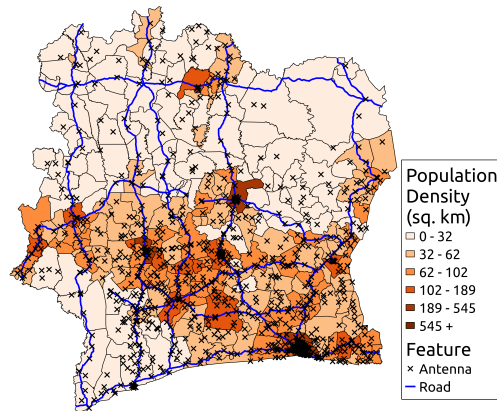 Population
Density
(sq. km)
0 - 32
32 - 62
62 - 102
102 - 189
189 - 545
545 +
Feature
Antenna
Road